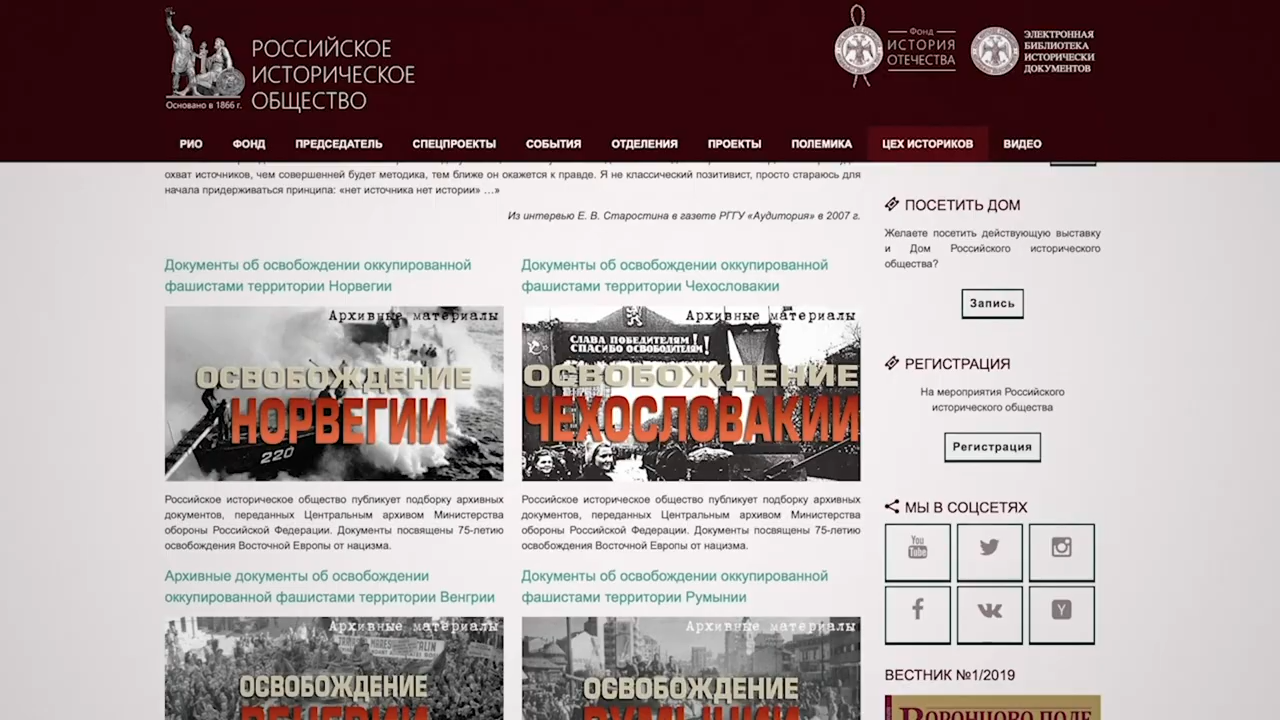 РОССИЙСКОЕ
ИСТОРИЧЕСКОЕ
ОБЩЕСТВО
Основано в 1866 г.
Фонд
ИСТОРИЯ
ОТЕЧЕСТВА
ЭЛЕКТРОННАЯ
БИБЛИОТЕКА
ИСТОРИЧЕСКИ
ДОКУМЕНТОВ
РИО ФОНД ПРЕДСЕДАТЕЛЬ СПЕЦПРОЕКТЫ СОБЫТИЯ ОТДЕЛЕНИЯ ПРОЕКТЫ ПОЛЕМИКА ЦЕХ ИСТОРИКОВ ВИДЕО
охват источников, чем совершенней будет методика, тем ближе он окажется к правде. Я не классический позитивист, просто стараюсь для
начала придерживаться принципа: «нет источника нет истории» …»
Из интервью Е. В. Старостина в газете РГГУ «Аудитория» в 2007 г.
Документы об освобождении оккупированной
фашистами территории Норвегии
Архивные материалы
ОСВОБОЖДЕНИЕ
НОРВЕГИИ
220
Российское историческое общество публикует подборку архивных
документов, переданных Центральным архивом Министерства
обороны Российской Федерации. Документы посвящены 75-летию
освобождения Восточной Европы от нацизма.
Документы об освобождении оккупированной
фашистами территории Чехословакии
Архивные материалы
СЛАВА ПОБЕДИТЕЛЯМ!
СПАСИБО ОСВОБОДИТЕЛЯМ!
ОСВОБОЖДЕНИЕ
ЧЕХОСЛОВАКИИ
Российское историческое общество публикует подборку архивных
документов, переданных Центральным архивом Министерства
обороны Российской Федерации. Документы посвящены 75-летию
освобождения Восточной Европы от нацизма.
Архивные документы об освобождении
оккупированной фашистами территории Венгрии
Архивные материалы
ОСВОБОЖДЕНИЕ
ВЕНГРИИ
Документы об освобождении оккупированной
фашистами территории Румынии
Архивные материалы
ОСВОБОЖДЕНИЕ
РУМЫНИИ
ПОСЕТИТЬ ДОМ
Желаете посетить действующую выставку
и Дом Российского исторического
общества?
Запись
РЕГИСТРАЦИЯ
На мероприятия Российского
исторического общества
Регистрация
МЫ В СОЦСЕТЯХ
You
Tube
ВЕСТНИК №1/2019
ВОРОНЦОВО ПОЛЕ